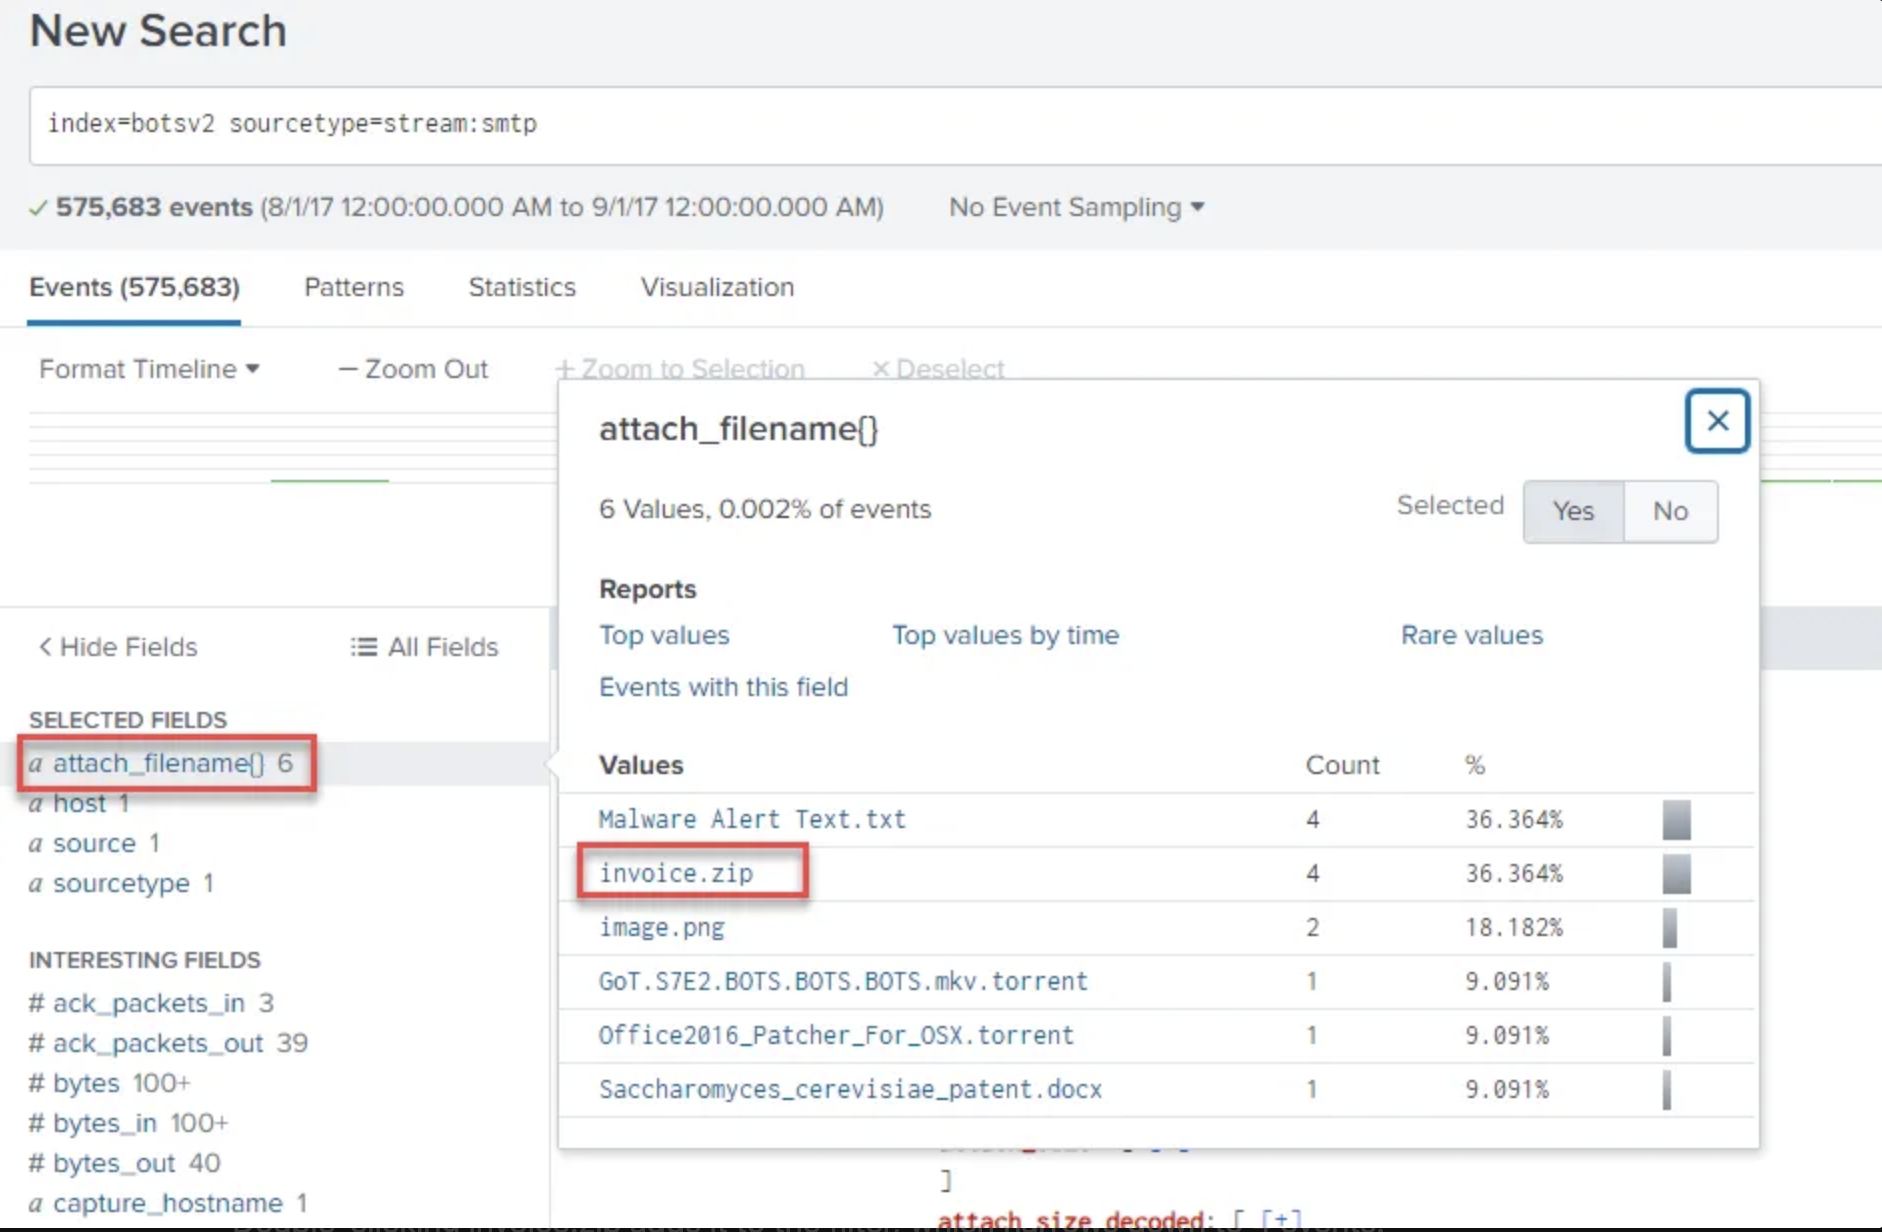 New Search
index=botsv2 sourcetype=stream:smtp
575,683 events (8/1/17 12:00:00.000 AM to 9/1/17 12:00:00.000 AM) No Event Sampling
Events (575,683) Patterns Statistics Visualization
Format Timeline — Zoom Out + Zoom to Selection × Deselect
attach_filename{}
6 Values, 0.002% of events Selected Yes No
Reports
Top values Top values by time Rare values
Events with this field
Values Count %
Malware Alert Text.txt 4 36.364%
invoice.zip 4 36.364%
image.png 2 18.182%
GoT.S7E2.BOTS.BOTS.BOTS.mkv.torrent 1 9.091%
Office2016_Patcher_For_OSX.torrent 1 9.091%
Saccharomyces_cerevisiae_patent.docx 1 9.091%
< Hide Fields All Fields
SELECTED FIELDS
a attach_filename{} 6
a host 1
a source 1
a sourcetype 1
INTERESTING FIELDS
# ack_packets_in 3
# ack_packets_out 39
# bytes 100+
# bytes_in 100+
# bytes_out 40
a capture_hostname 1
]
attach_size_decoded: [ [+]